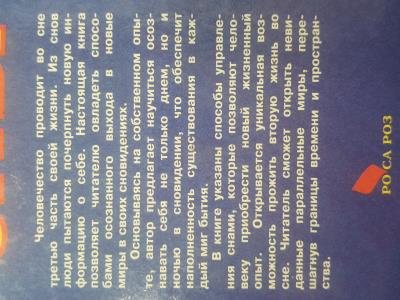 Человечество проводит во сне
третью часть своей жизни. Из снов
люди пытаются почерпнуть новую ин-
формацию о себе. Настоящая книга
позволяет читателю овладеть спосо-
бами осознанного выхода в новые
миры в своих сновидениях.
Основываясь на собственном опы-
те, автор предлагает научиться осоз-
навать себя не только днем, но и
ночью в сновидении, что обеспечит
наполненность существования в каж-
дый миг бытия.
В книге указаны способы управле-
ния снами, которые позволяют чело-
веку приобрести новый жизненный
опыт. Открывается уникальная воз-
можность прожить вторую жизнь во
сне. Читатель сможет открыть неви-
данные параллельные миры, пере-
шагнув границы времени и простран-
ства.
РОСА РОЗ